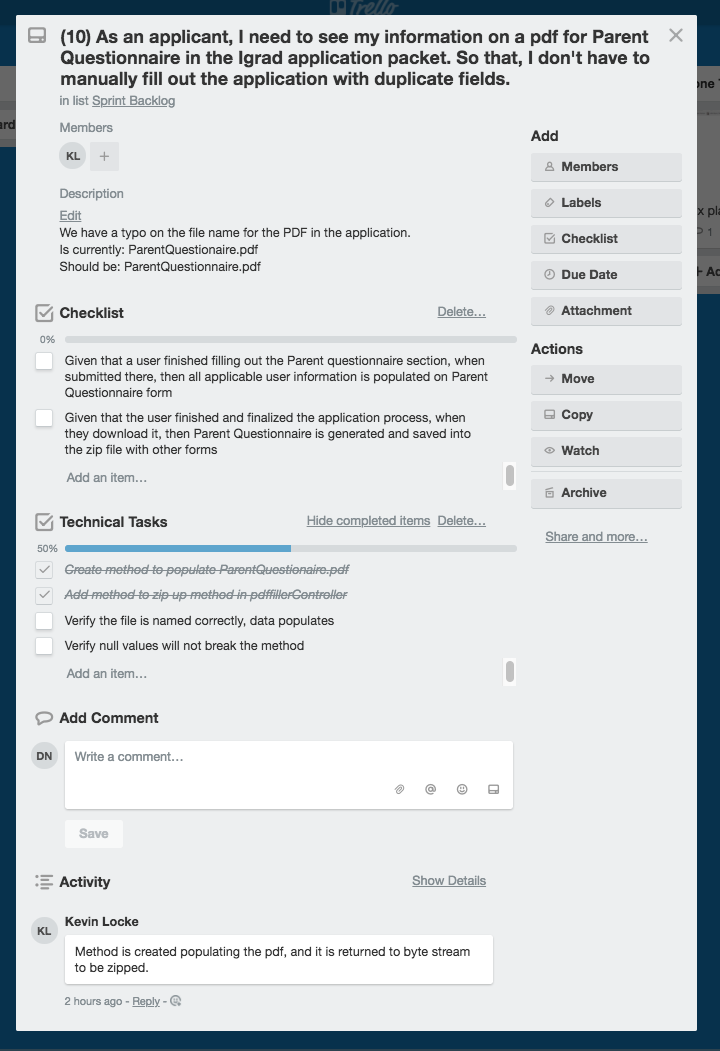 Trello
(10) As an applicant, I need to see my information on a pdf for Parent
Questionnaire in the Igrad application packet. So that, I don't have to
manually fill out the application with duplicate fields.
in list Sprint Backlog
Members
KL +
Description
Edit
We have a typo on the file name for the PDF in the application.
Is currently: ParentQuestionaire.pdf
Should be: ParentQuestionnaire.pdf
Checklist Delete…
0%
Given that a user finished filling out the Parent questionnaire section, when
submitted there, then all applicable user information is populated on Parent
Questionnaire form
Given that the user finished and finalized the application process, when
they download it, then Parent Questionnaire is generated and saved into
the zip file with other forms
Add an item…
Technical Tasks Hide completed items Delete…
50%
Create method to populate ParentQuestionaire.pdf
Add method to zip up method in pdffillerController
Verify the file is named correctly, data populates
Verify null values will not break the method
Add an item…
Add Comment
DN
Write a comment…
Save
Activity Show Details
KL
Kevin Locke
Method is created populating the pdf, and it is returned to byte stream
to be zipped.
2 hours ago - Reply -
Add
Members
Labels
Checklist
Due Date
Attachment
Actions
Move
Copy
Watch
Archive
Share and more…
1